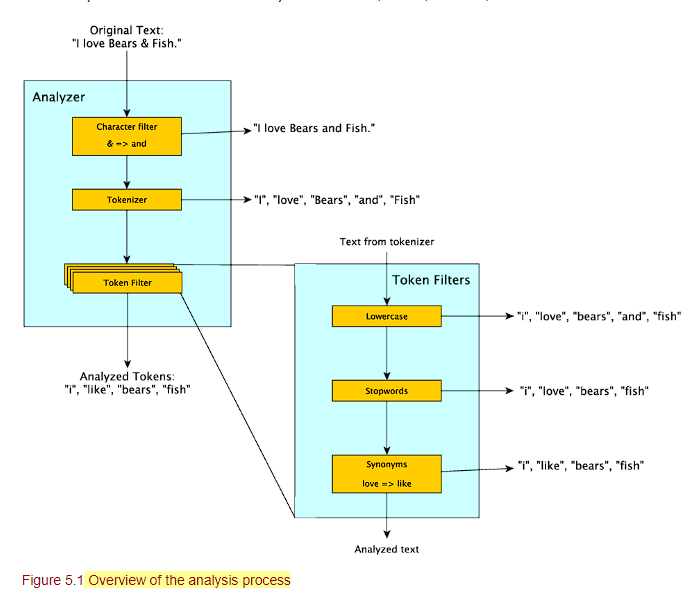 Original Text:
"I love Bears & Fish."
Analyzer
Character filter
& => and
"I love Bears and Fish."
Tokenizer
"I", "love", "Bears", "and", "Fish"
Token Filter
Analyzed Tokens:
"i", "like", "bears", "fish"
Text from tokenizer
Token Filters
Lowercase
"i", "love", "bears", "and", "fish"
Stopwords
"i", "love", "bears", "fish"
Synonyms
love => like
"i", "like", "bears", "fish"
Analyzed text
Figure 5.1 Overview of the analysis process